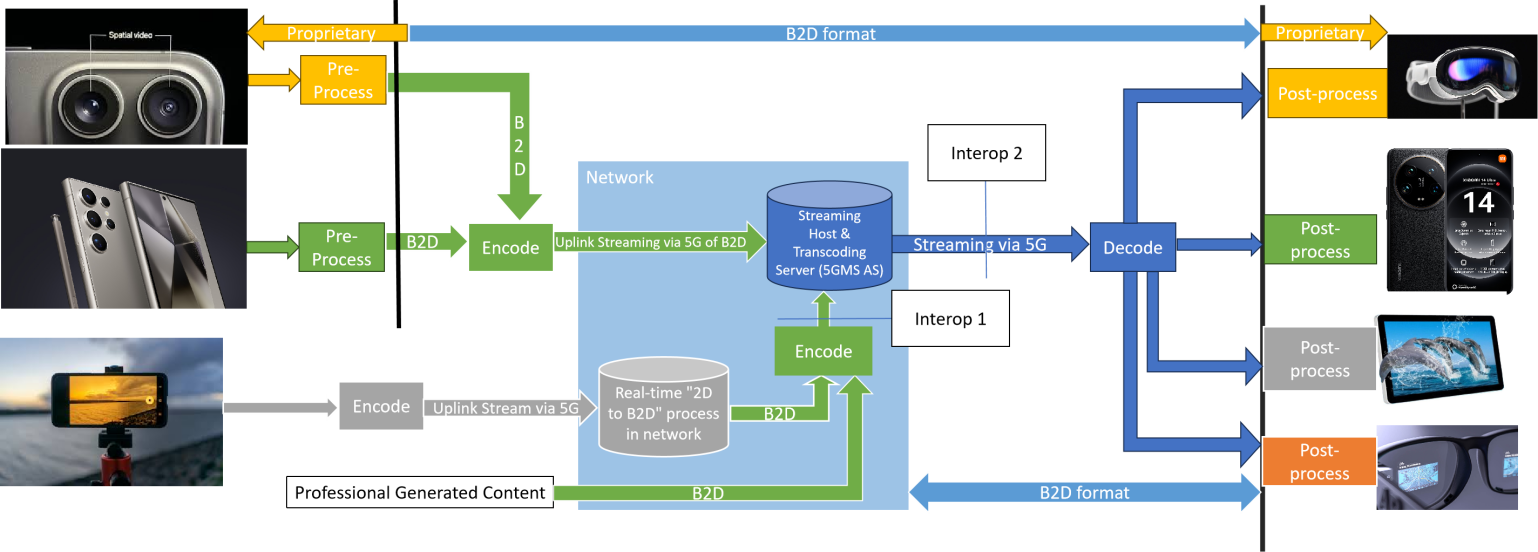 Spatial video
Proprietary
B2D format
Proprietary
Pre-
Process
Post-process
B
2
D
Interop 2
Network
XIAOMI 14 Ultra
14
Streaming
Host &
Transcoding
Server (5GMS AS)
Pre-
Process
B2D
Encode
Uplink Streaming via 5G of B2D
Streaming via 5G
Decode
Post-
process
Interop 1
Encode
Post-
process
Real-time "2D
to B2D" process
in network
Encode
Uplink Stream via 5G
B2D
Post-
process
Professional Generated Content
B2D
B2D format